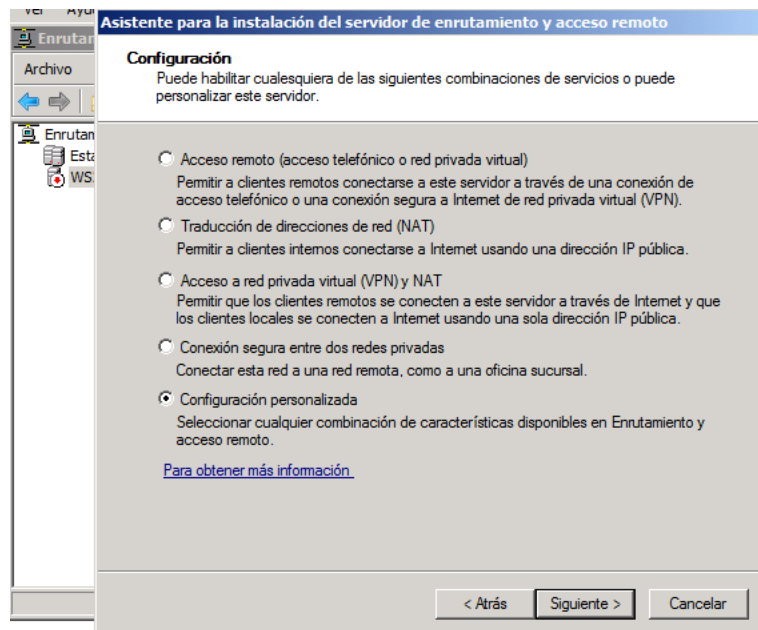 Ver
Asistente para la instalación del servidor de enrutamiento y acceso remoto
Enrutan
Archivo
Configuración
Puede habilitar cualesquiera de las siguientes combinaciones de servicios o puede
personalizar este servidor.
Enrutan
Esta
WS
Acceso remoto (acceso telefónico o red privada virtual)
Permitir a clientes remotos conectarse a este servidor a través de una conexión de
acceso telefónico o una conexión segura a Internet de red privada virtual (VPN).
Traducción de direcciones de red (NAT)
Permitir a clientes internos conectarse a Internet usando una dirección IP pública.
Acceso a red privada virtual (VPN) y NAT
Permitir que los clientes remotos se conecten a este servidor a través de Internet y que
los clientes locales se conecten a Internet usando una sola dirección IP pública.
Conexión segura entre dos redes privadas
Conectar esta red a una red remota, como a una oficina sucursal.
Configuración personalizada
Seleccionar cualquier combinación de características disponibles en Enrutamiento y
acceso remoto.
Para obtener más información
< Atrás
Siguiente >
Cancelar